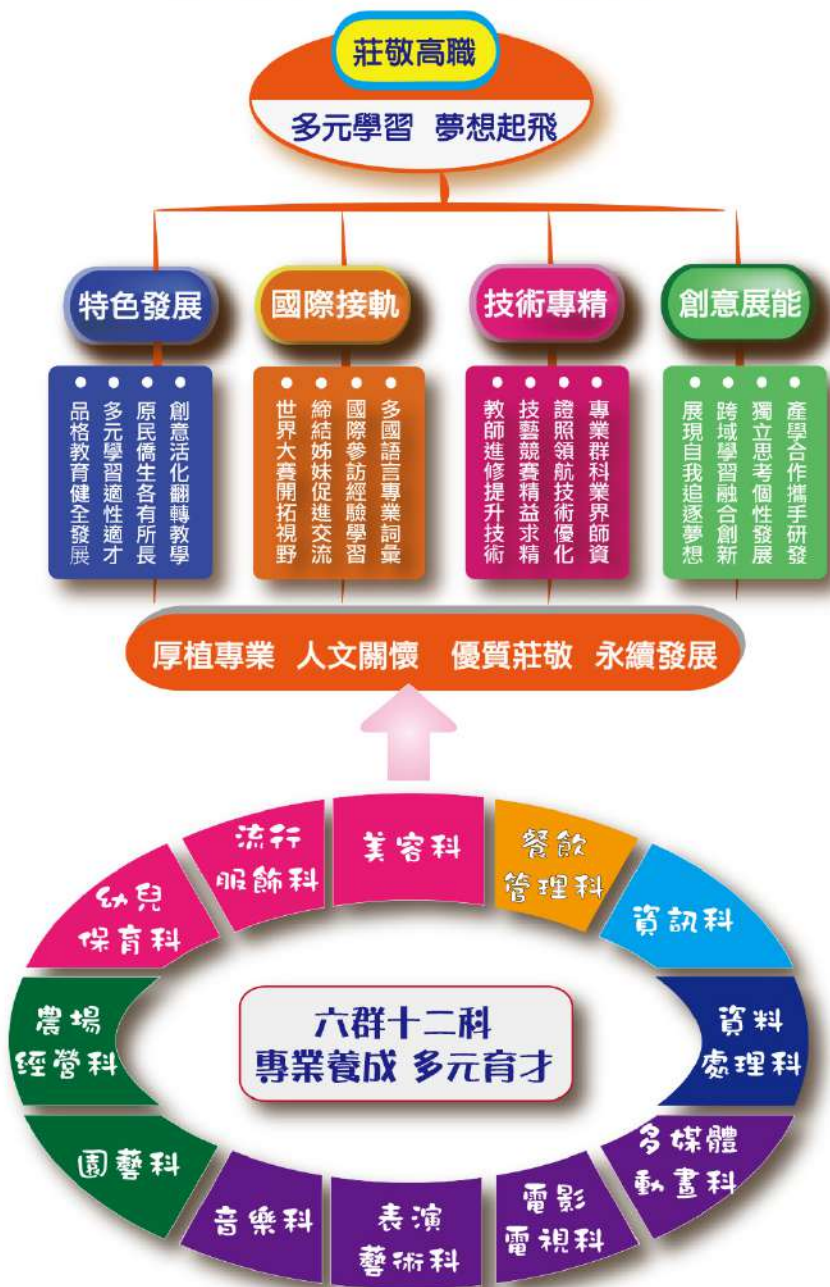 莊敬高職
多元學習 夢想起飛
特色發展
創意活化翻轉教學
原民僑生各有所長
多元學習適性適才
品格教育健全發展
國際接軌
多國語言專業詞彙
國際參訪經驗學習
締結姊妹促進交流
世界大賽開拓視野
技術專精
專業群科業界師資
證照領航技術優化
技藝競賽精益求精
教師進修提升技術
創意展能
產學合作攜手研發
獨立思考個性發展
跨域學習融合創新
展現自我追逐夢想
厚植專業 人文關懷 優質莊敬 永續發展
美容科
餐飲
管理科
資訊科
資料
處理科
多媒體
動畫科
電影
電視科
表演
藝術科
音樂科
園藝科
農場
經營科
幼兒
保育科
流行
服飾科
六群十二科
專業養成 多元育才